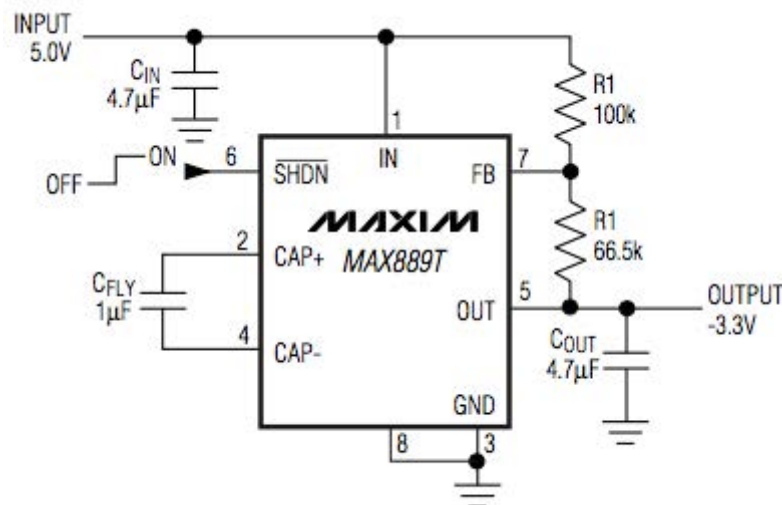 INPUT
5.0V
CIN
4.7µF
R1
100k
1
IN
OFF
ON
6
SHDN
FB
7
MAXIM
MAX889T
R1
66.5k
2
CAP+
CFLY
1µF
4
CAP-
OUT
5
OUTPUT
-3.3V
COUT
4.7µF
GND
8
3